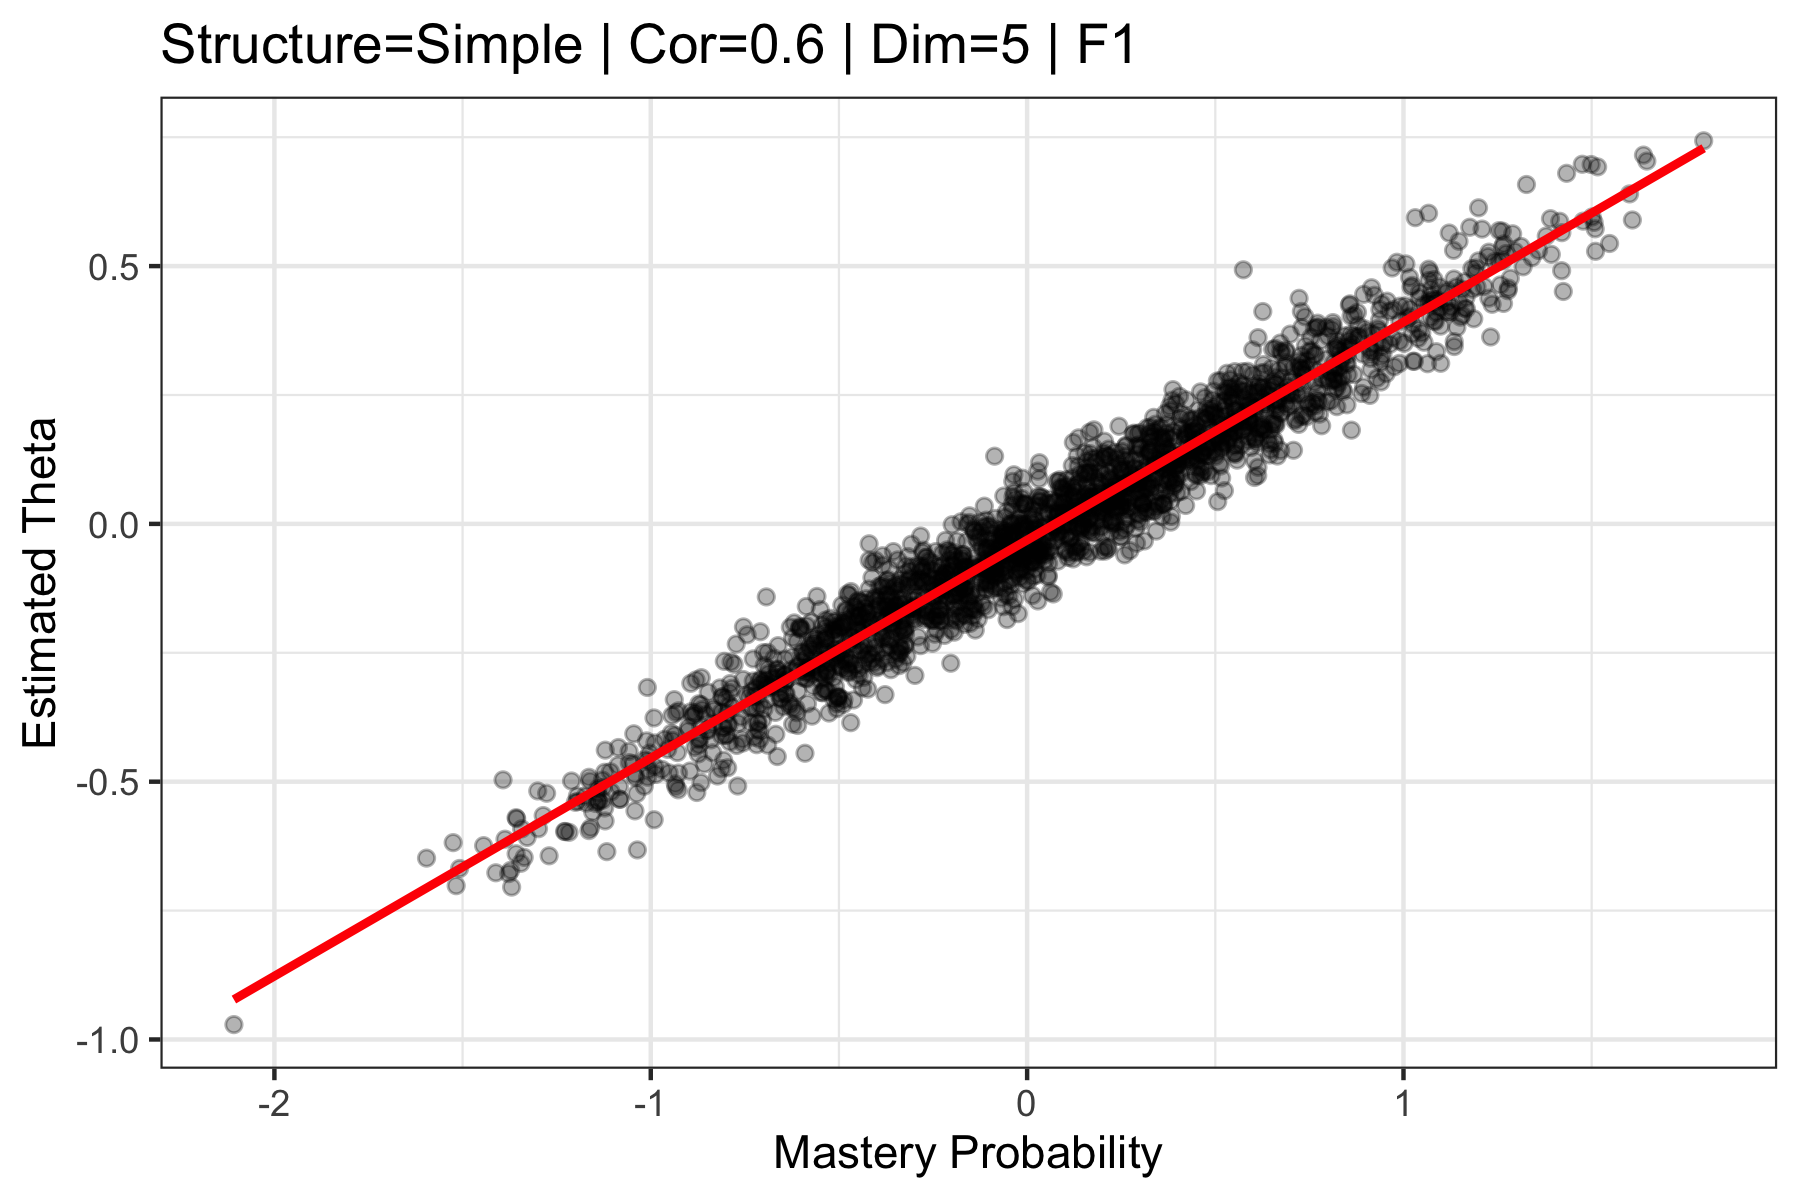 Structure=Simple | Cor=0.6 | Dim=5 | F1
Estimated Theta
0.5
0.0
-0.5
-1.0
-2
-1
0
1
Mastery Probability